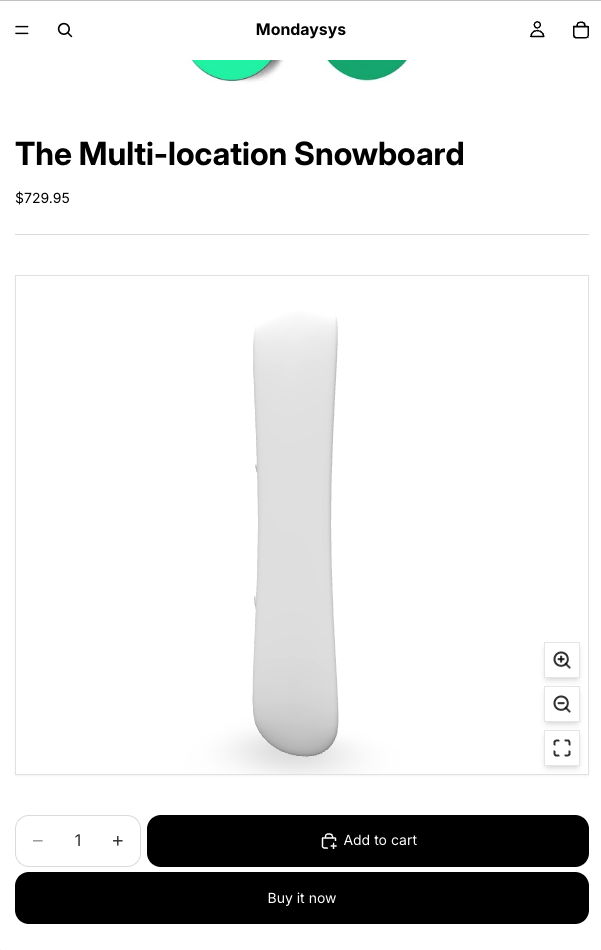 Mondaysys
The Multi-location Snowboard
$729.95
1
Add to cart
Buy it now